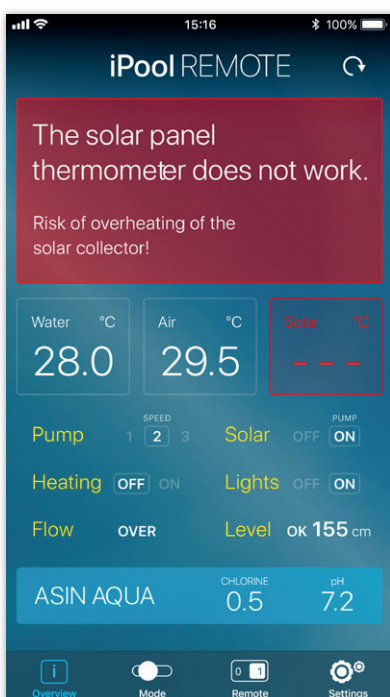 15:16 100%
iPool REMOTE
The solar panel
thermometer does not work.
Risk of overheating of the
solar collector!
Water °C Air °C Solar °C
28.0 29.5 - - -
SPEED PUMP
Pump 1 2 3 Solar OFF ON
Heating OFF ON Lights OFF ON
Flow OVER Level OK 155 cm
CHLORINE pH
ASIN AQUA 0.5 7.2
i 0 1
Overview Mode Remote Settings